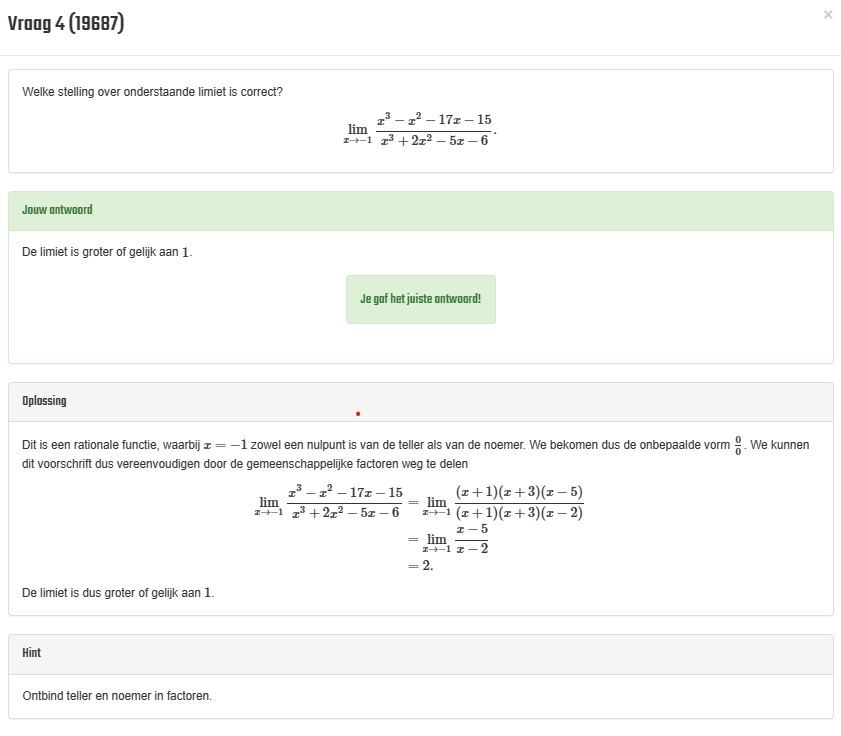 Vraag 4 (19687)
×
Welke stelling over onderstaande limiet is correct?
$\lim_{x \to -1} \frac{x^3 - x^2 - 17x - 15}{x^3 + 2x^2 - 5x - 6}.$
Jouw antwoord
De limiet is groter of gelijk aan 1.
Je gaf het juiste antwoord!
Oplossing
Dit is een rationale functie, waarbij $x = -1$ zowel een nulpunt is van de teller als van de noemer. We bekomen dus de onbepaalde vorm $\frac{0}{0}$. We kunnen
dit voorschrift dus vereenvoudigen door de gemeenschappelijke factoren weg te delen
$\lim_{x \to -1} \frac{x^3 - x^2 - 17x - 15}{x^3 + 2x^2 - 5x - 6} = \lim_{x \to -1} \frac{(x+1)(x+3)(x-5)}{(x+1)(x+3)(x-2)}$
$= \lim_{x \to -1} \frac{x-5}{x-2}$
$= 2.$
De limiet is dus groter of gelijk aan 1.
Hint
Ontbind teller en noemer in factoren.